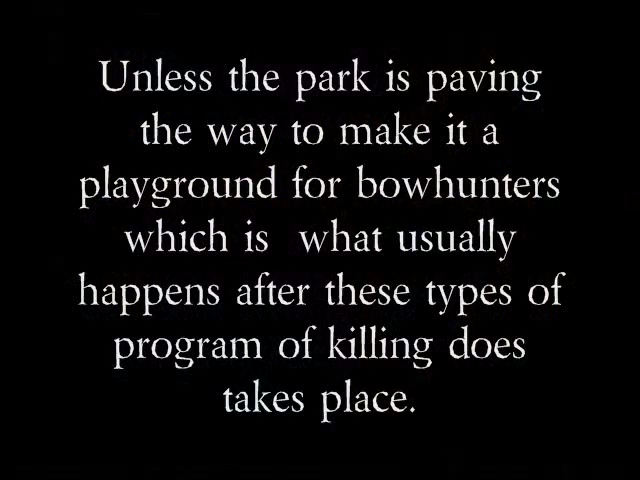 Unless the park is paving
the way to make it a
playground for bowhunters
which is  what usually
happens after these types of
program of killing does
takes place.